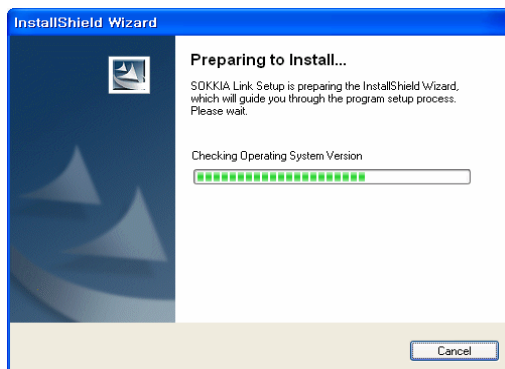 InstallShield Wizard
Preparing to Install...
SOKKIA Link Setup is preparing the InstallShield Wizard,
which will guide you through the program setup process.
Please wait.
Checking Operating System Version
Cancel